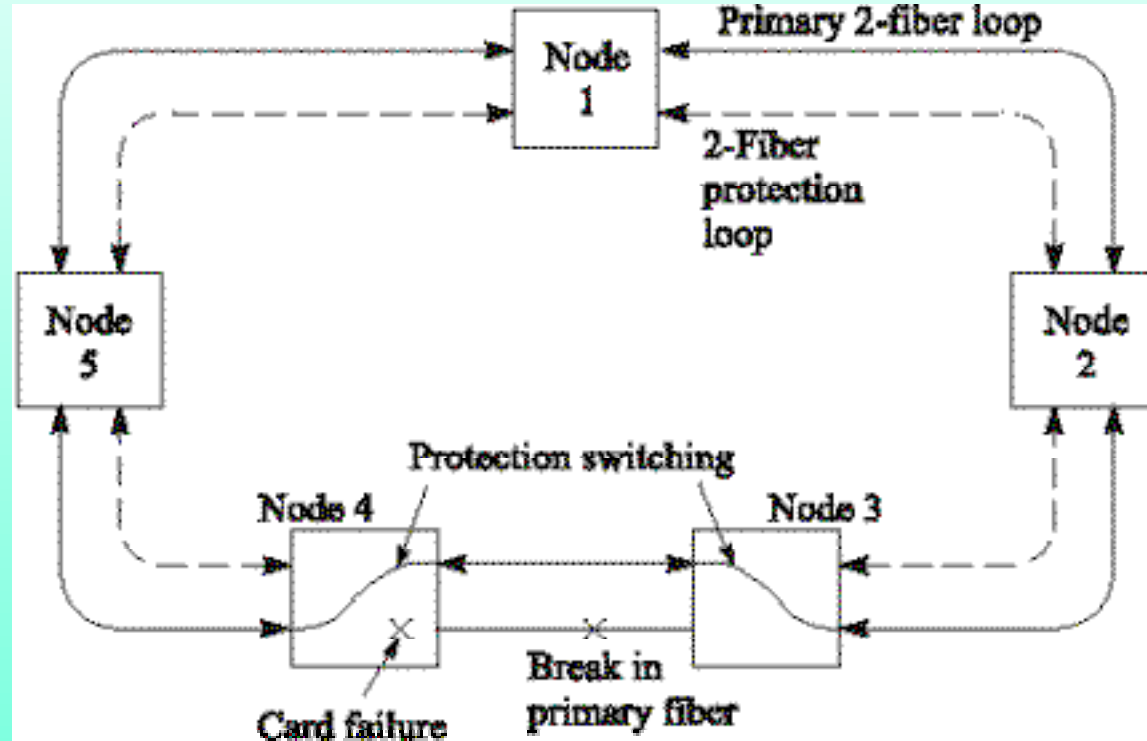 Primary 2-fiber loop
Node
1
2-Fiber
protection
loop
Node
5
Node
2
Protection switching
Node 4
Node 3
Break in
primary fiber
Card failure